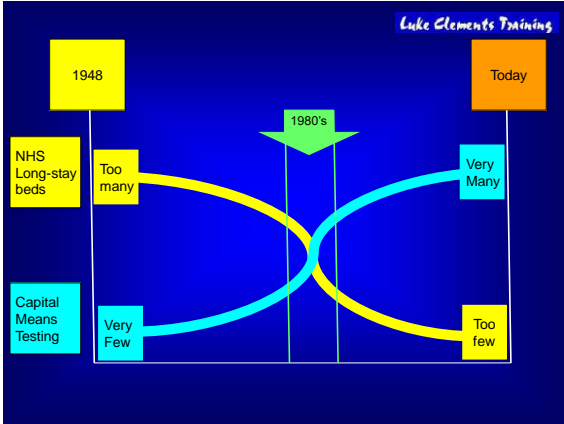 Luke Clements Training
1948
Today
1980's
NHS
Long-stay
beds
Too
many
Very
Many
Capital
Means
Testing
Very
Few
Too
few